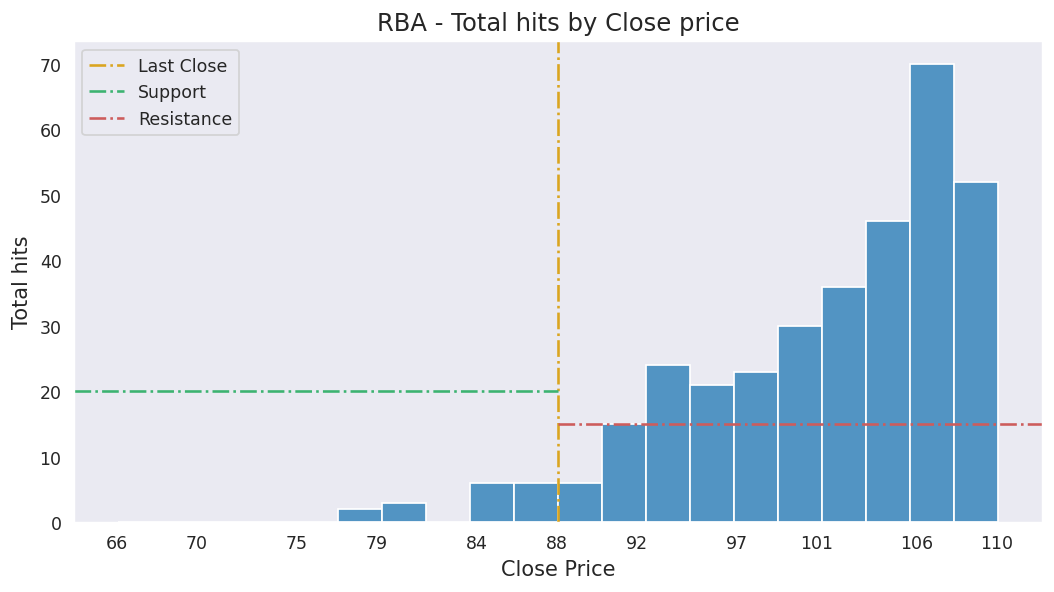 RBA - Total hits by Close price
Last Close
Support
Resistance
Total hits
70
60
50
40
30
20
10
0
66 70 75 79 84 88 92 97 101 106 110
Close Price